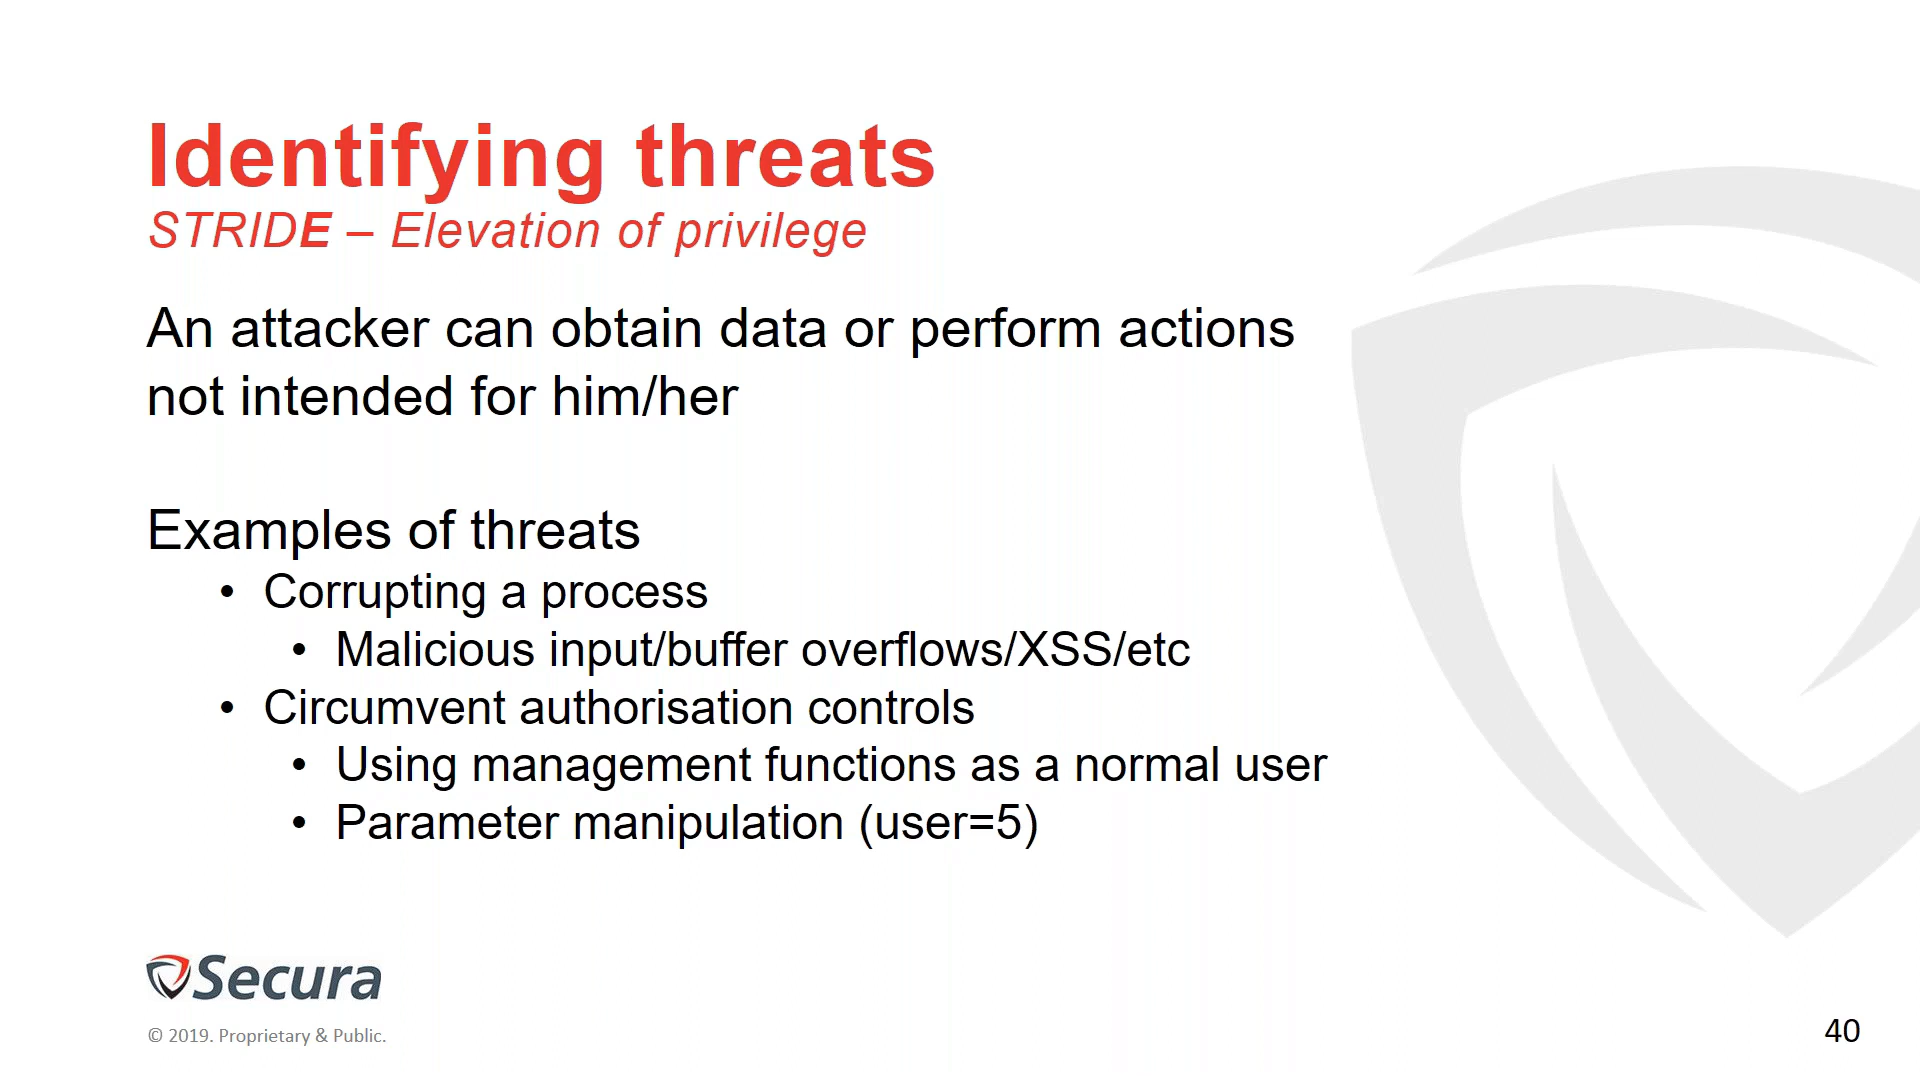 Identifying threats
STRIDE – Elevation of privilege
An attacker can obtain data or perform actions
not intended for him/her
Examples of threats
• Corrupting a process
• Malicious input/buffer overflows/XSS/etc
• Circumvent authorisation controls
• Using management functions as a normal user
• Parameter manipulation (user=5)
Secura
© 2019. Proprietary & Public.
40